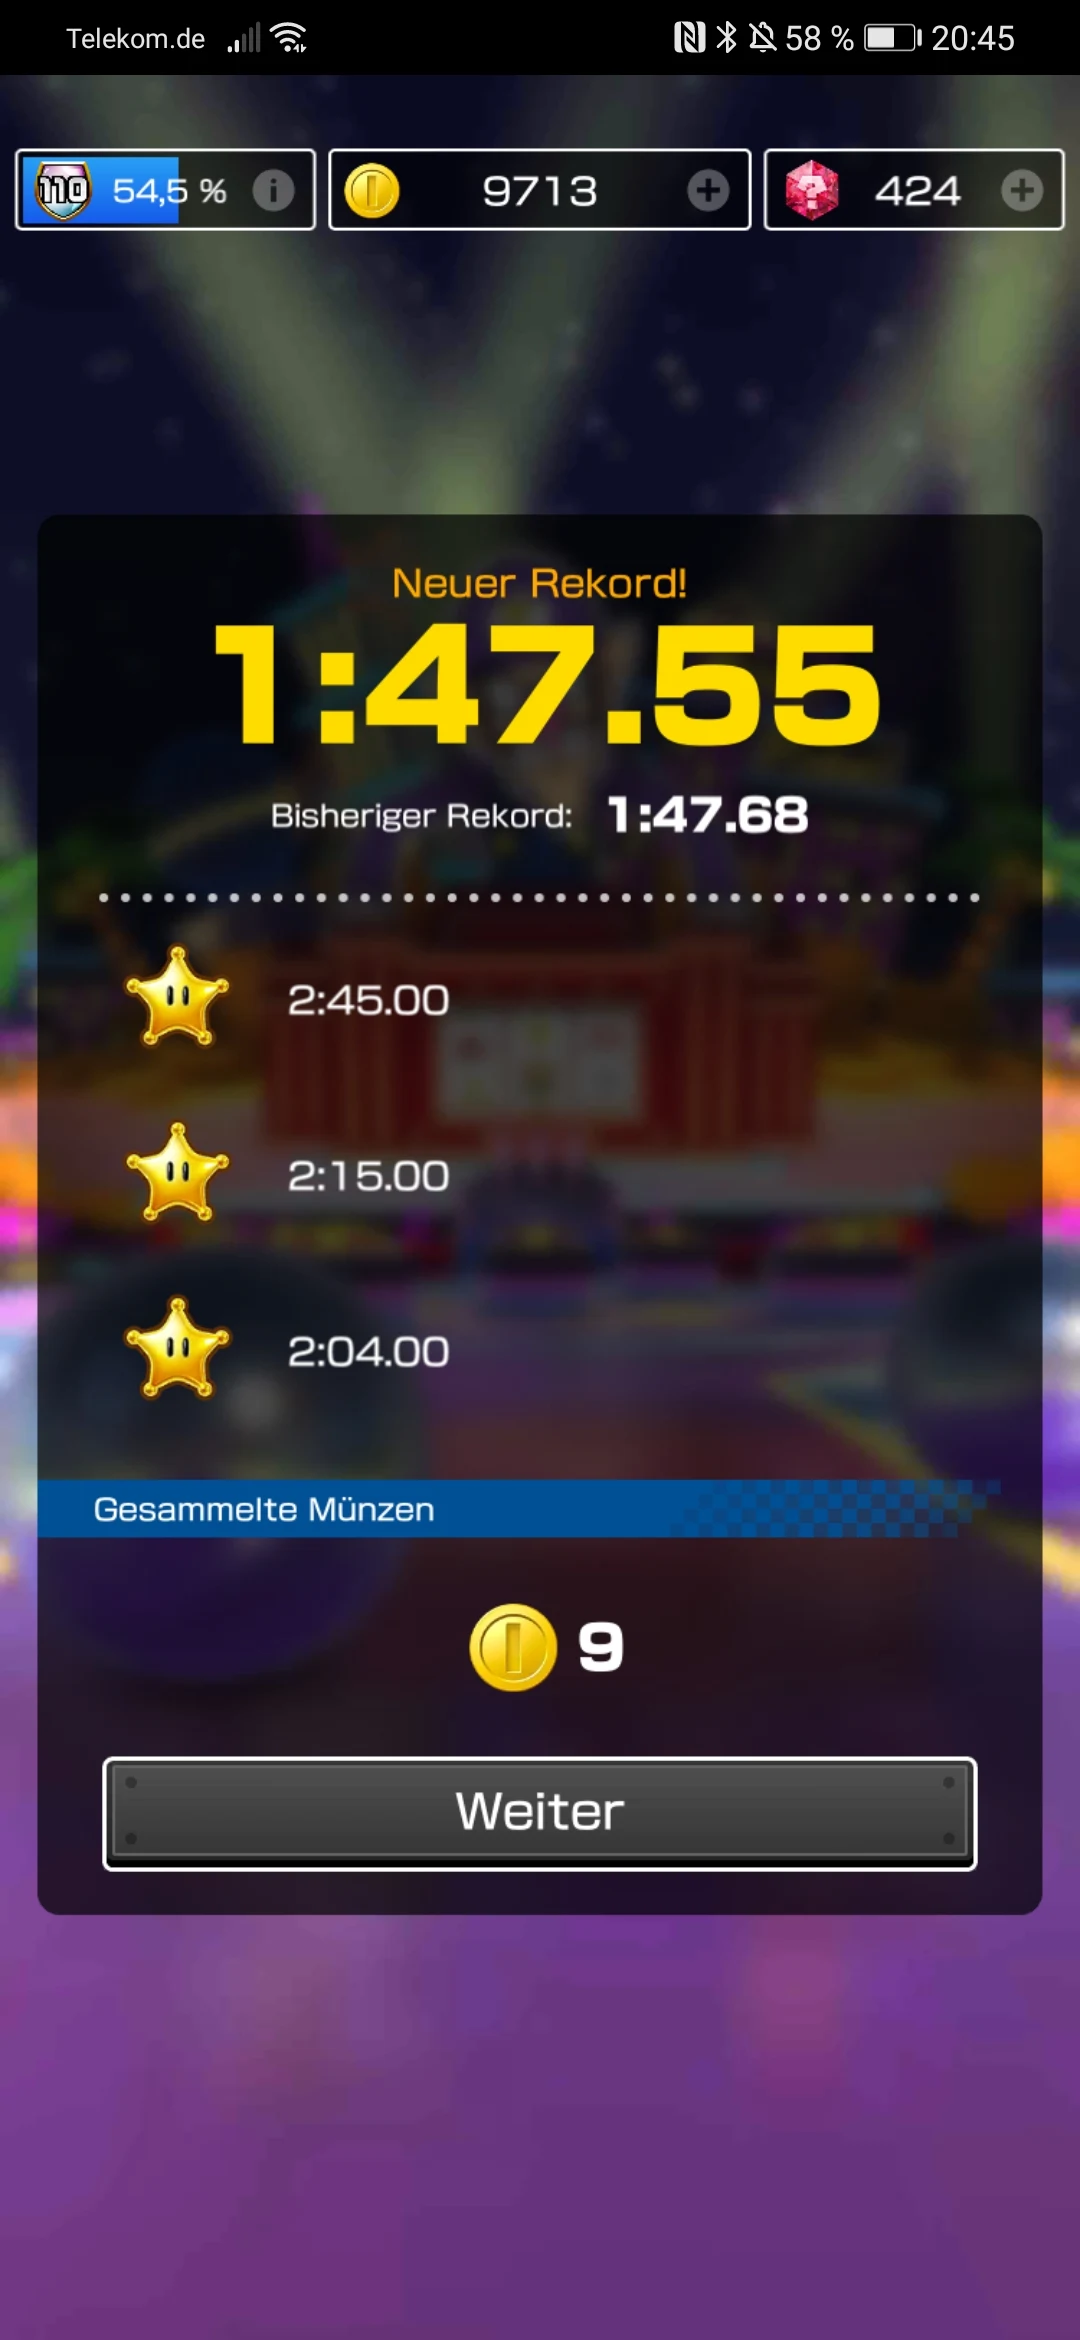 Telekom.de 58 % 20:45
110 54,5 % 9713 424
Neuer Rekord!
1:47.55
Bisheriger Rekord: 1:47.68
2:45.00
2:15.00
2:04.00
Gesammelte Münzen
9
Weiter